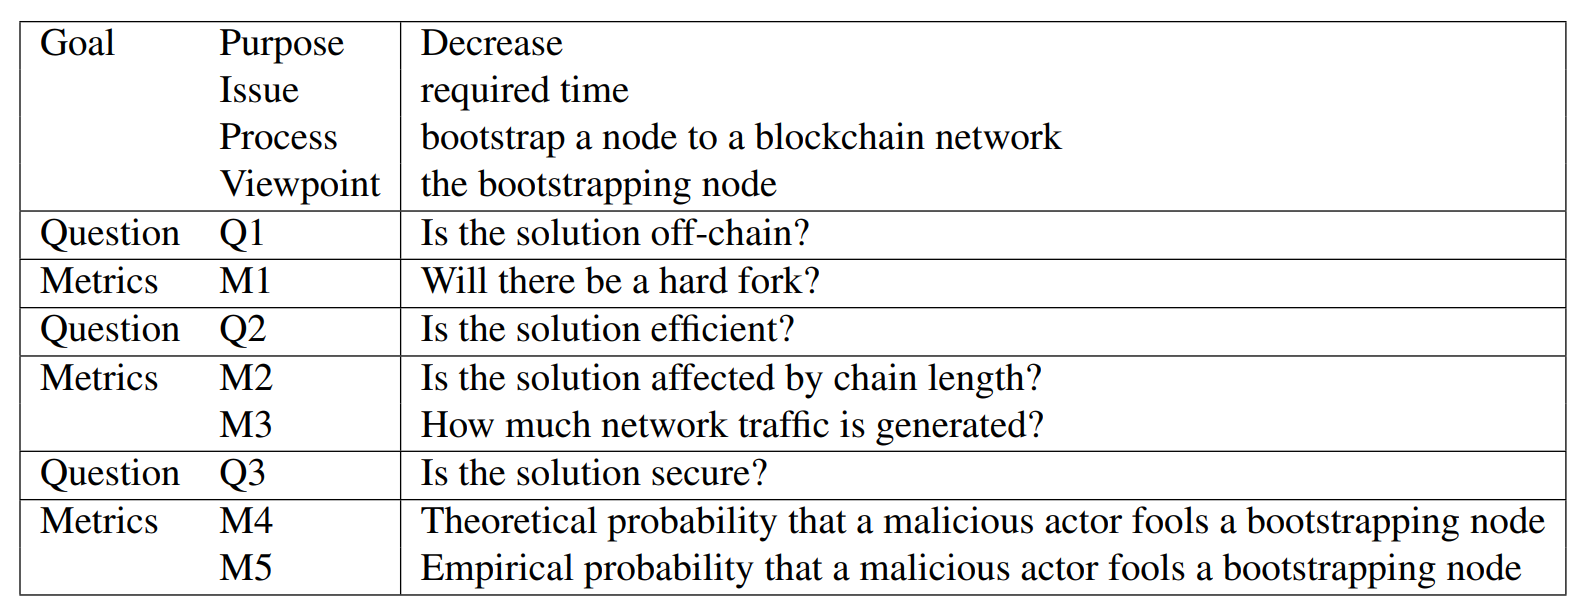 Goal Purpose Decrease
Issue required time
Process bootstrap a node to a blockchain network
Viewpoint the bootstrapping node
Question Q1 Is the solution off-chain?
Metrics M1 Will there be a hard fork?
Question Q2 Is the solution efficient?
Metrics M2 Is the solution affected by chain length?
M3 How much network traffic is generated?
Question Q3 Is the solution secure?
Metrics M4 Theoretical probability that a malicious actor fools a bootstrapping node
M5 Empirical probability that a malicious actor fools a bootstrapping node